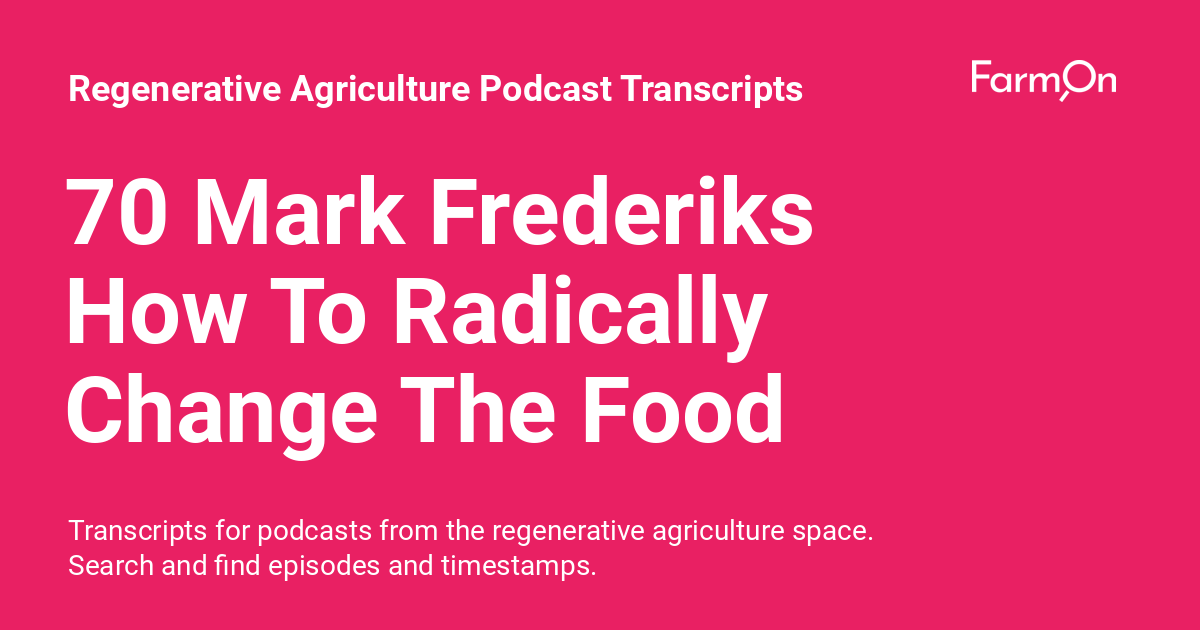 Regenerative Agriculture Podcast Transcripts
FarmOn
70 Mark Frederiks
How To Radically
Change The Food
Transcripts for podcasts from the regenerative agriculture space.
Search and find episodes and timestamps.